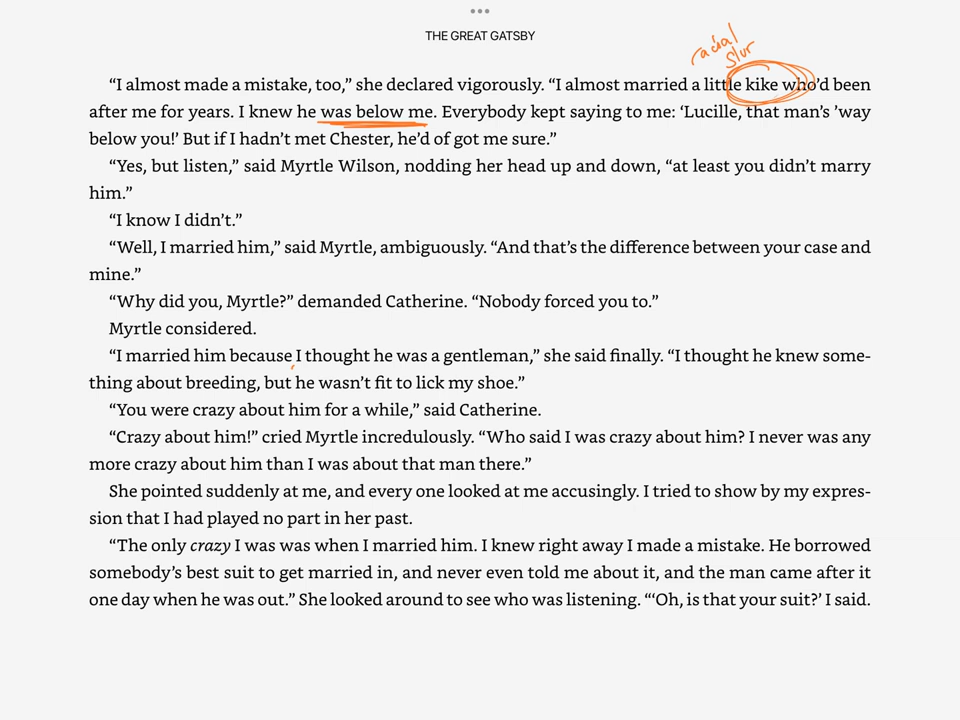 THE GREAT GATSBY
racial
slur
“I almost made a mistake, too,” she declared vigorously. “I almost married a little kike who’d been
after me for years. I knew he was below me. Everybody kept saying to me: ‘Lucille, that man’s ’way
below you!’ But if I hadn’t met Chester, he’d of got me sure.”
“Yes, but listen,” said Myrtle Wilson, nodding her head up and down, “at least you didn’t marry
him.”
“I know I didn’t.”
“Well, I married him,” said Myrtle, ambiguously. “And that’s the difference between your case and
mine.”
“Why did you, Myrtle?” demanded Catherine. “Nobody forced you to.”
Myrtle considered.
“I married him because I thought he was a gentleman,” she said finally. “I thought he knew some-
thing about breeding, but he wasn’t fit to lick my shoe.”
“You were crazy about him for a while,” said Catherine.
“Crazy about him!” cried Myrtle incredulously. “Who said I was crazy about him? I never was any
more crazy about him than I was about that man there.”
She pointed suddenly at me, and every one looked at me accusingly. I tried to show by my expres-
sion that I had played no part in her past.
“The only crazy I was was when I married him. I knew right away I made a mistake. He borrowed
somebody’s best suit to get married in, and never even told me about it, and the man came after it
one day when he was out.” She looked around to see who was listening. “‘Oh, is that your suit?’ I said.